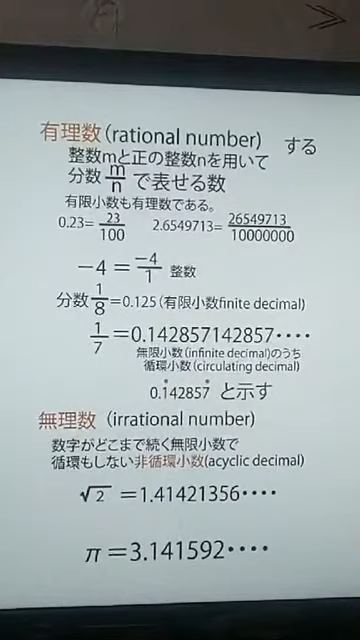 有理数(rational number) する
整数mと正の整数nを用いて
分数 m/n で表せる数
有限小数も有理数である。
0.23= 23/100 2.6549713= 26549713/10000000
−4 = −4/1 整数
分数 1/8 =0.125(有限小数finite decimal)
1/7 =0.142857142857････
無限小数(infinite decimal)のうち
循環小数(circulating decimal)
0.1̇42857̇ と示す
無理数 (irrational number)
数字がどこまで続く無限小数で
循環もしない非循環小数(acyclic decimal)
√2 =1.41421356････
π=3.141592････